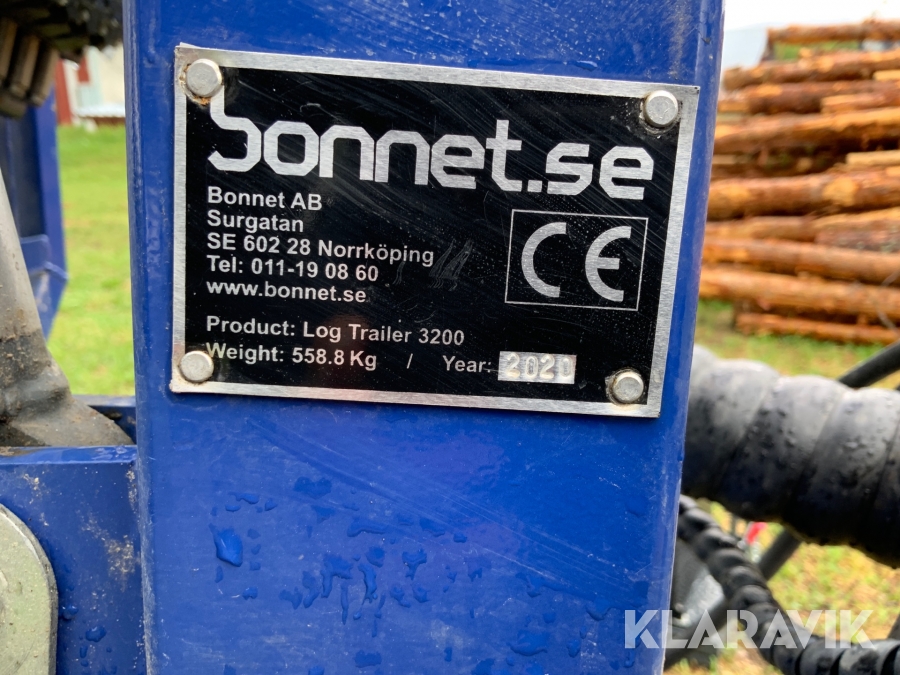 bonnet.se
Bonnet AB
Surgatan
SE 602 28 Norrköping
Tel: 011-19 08 60
www.bonnet.se
CE
Product: Log Trailer 3200
Weight: 558.8 Kg / Year: 2020
KLARAVIK